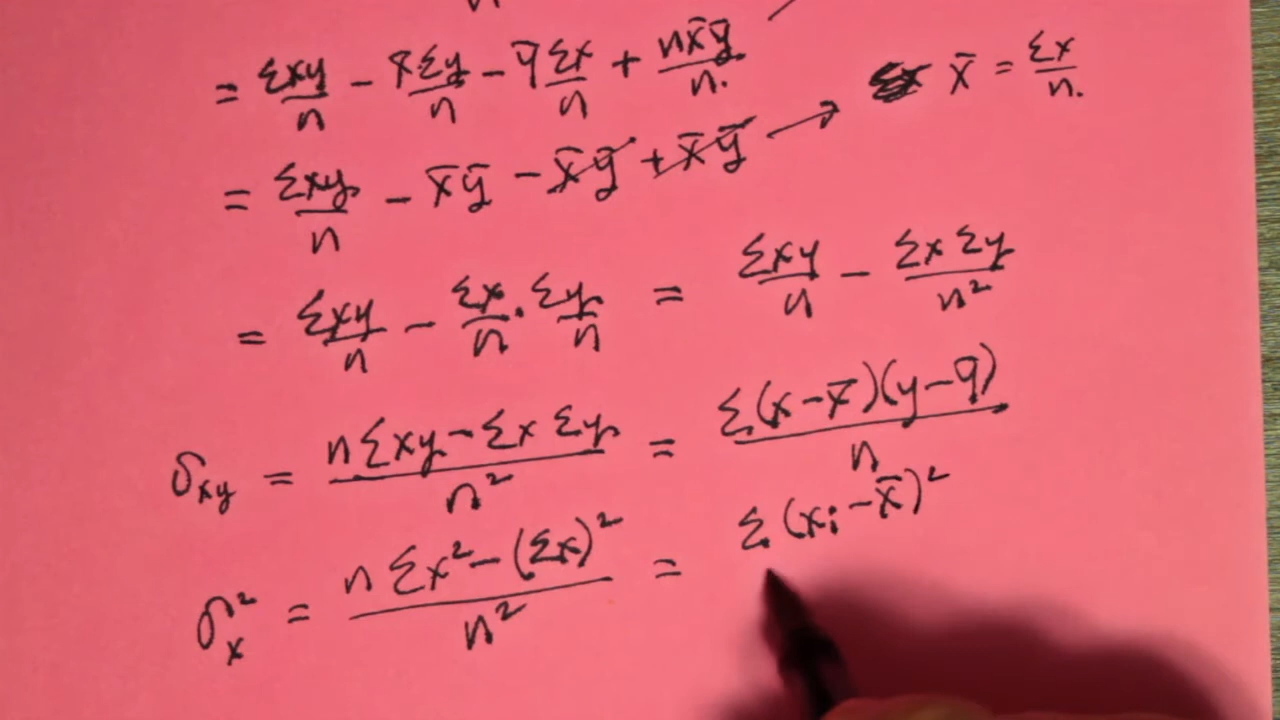 n
= Σxy/n − x̄Σy/n − ȳΣx/n + nx̄ȳ/n. x̄ = Σx/n.
= Σxy/n − x̄ȳ − x̄ȳ + x̄ȳ →
= Σxy/n − Σx/n · Σy/n = Σxy/n − ΣxΣy/n²
σxy = (nΣxy − ΣxΣy)/n² = Σ(x−x̄)(y−ȳ)/n
σx² = (nΣx² − (Σx)²)/n² = Σ(xi−x̄)²